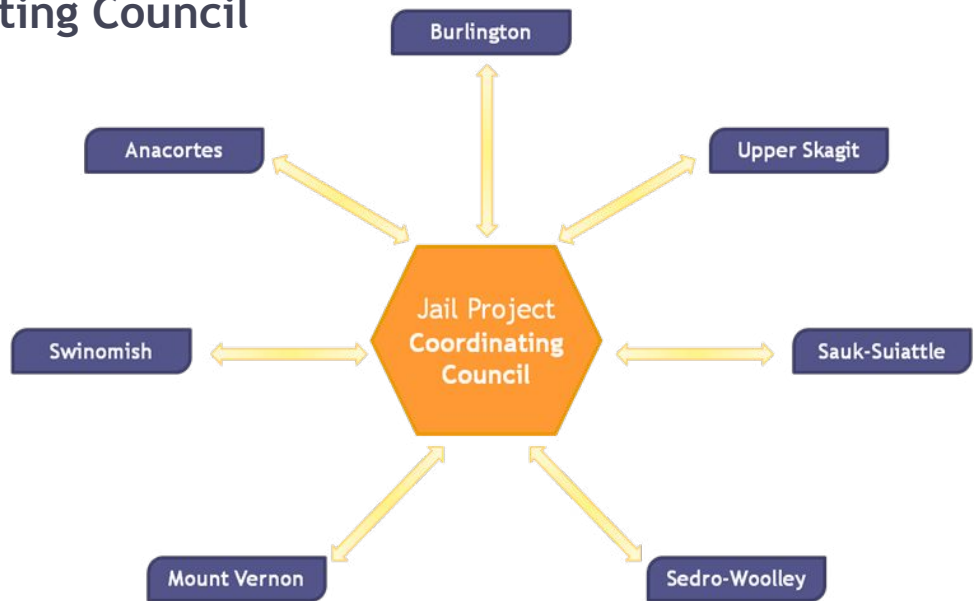 ting Council
Burlington
Anacortes
Upper Skagit
Jail Project
Coordinating
Council
Swinomish
Sauk-Suiattle
Mount Vernon
Sedro-Woolley